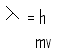 λ = h
mv